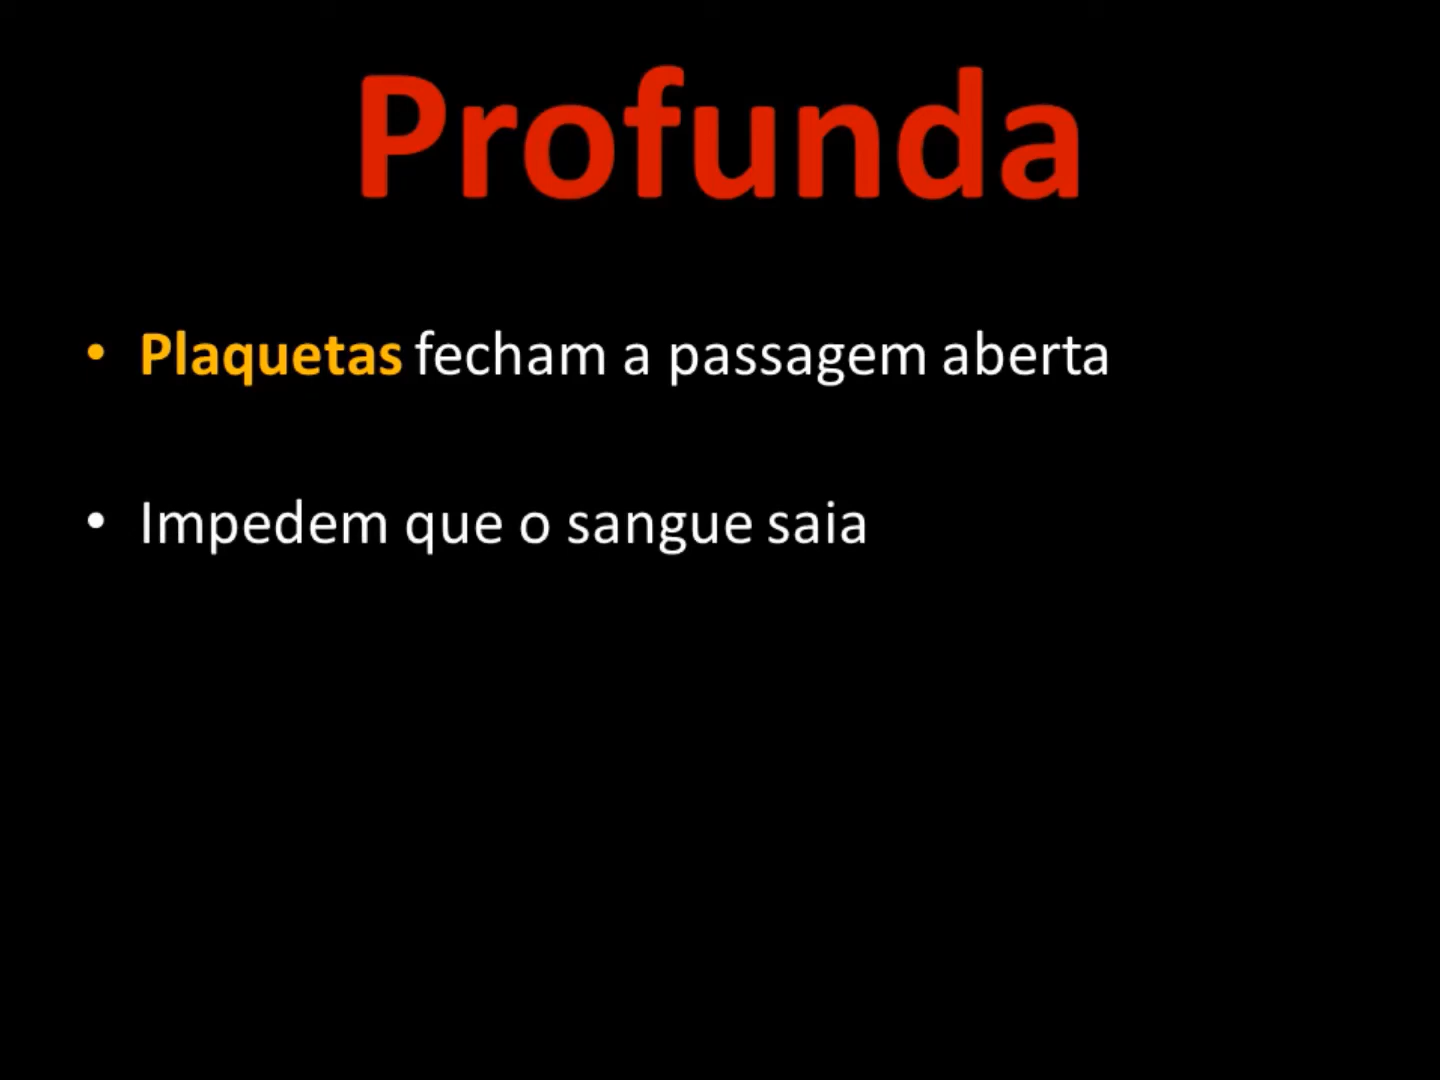 Profunda
• Plaquetas fecham a passagem aberta
• Impedem que o sangue saia